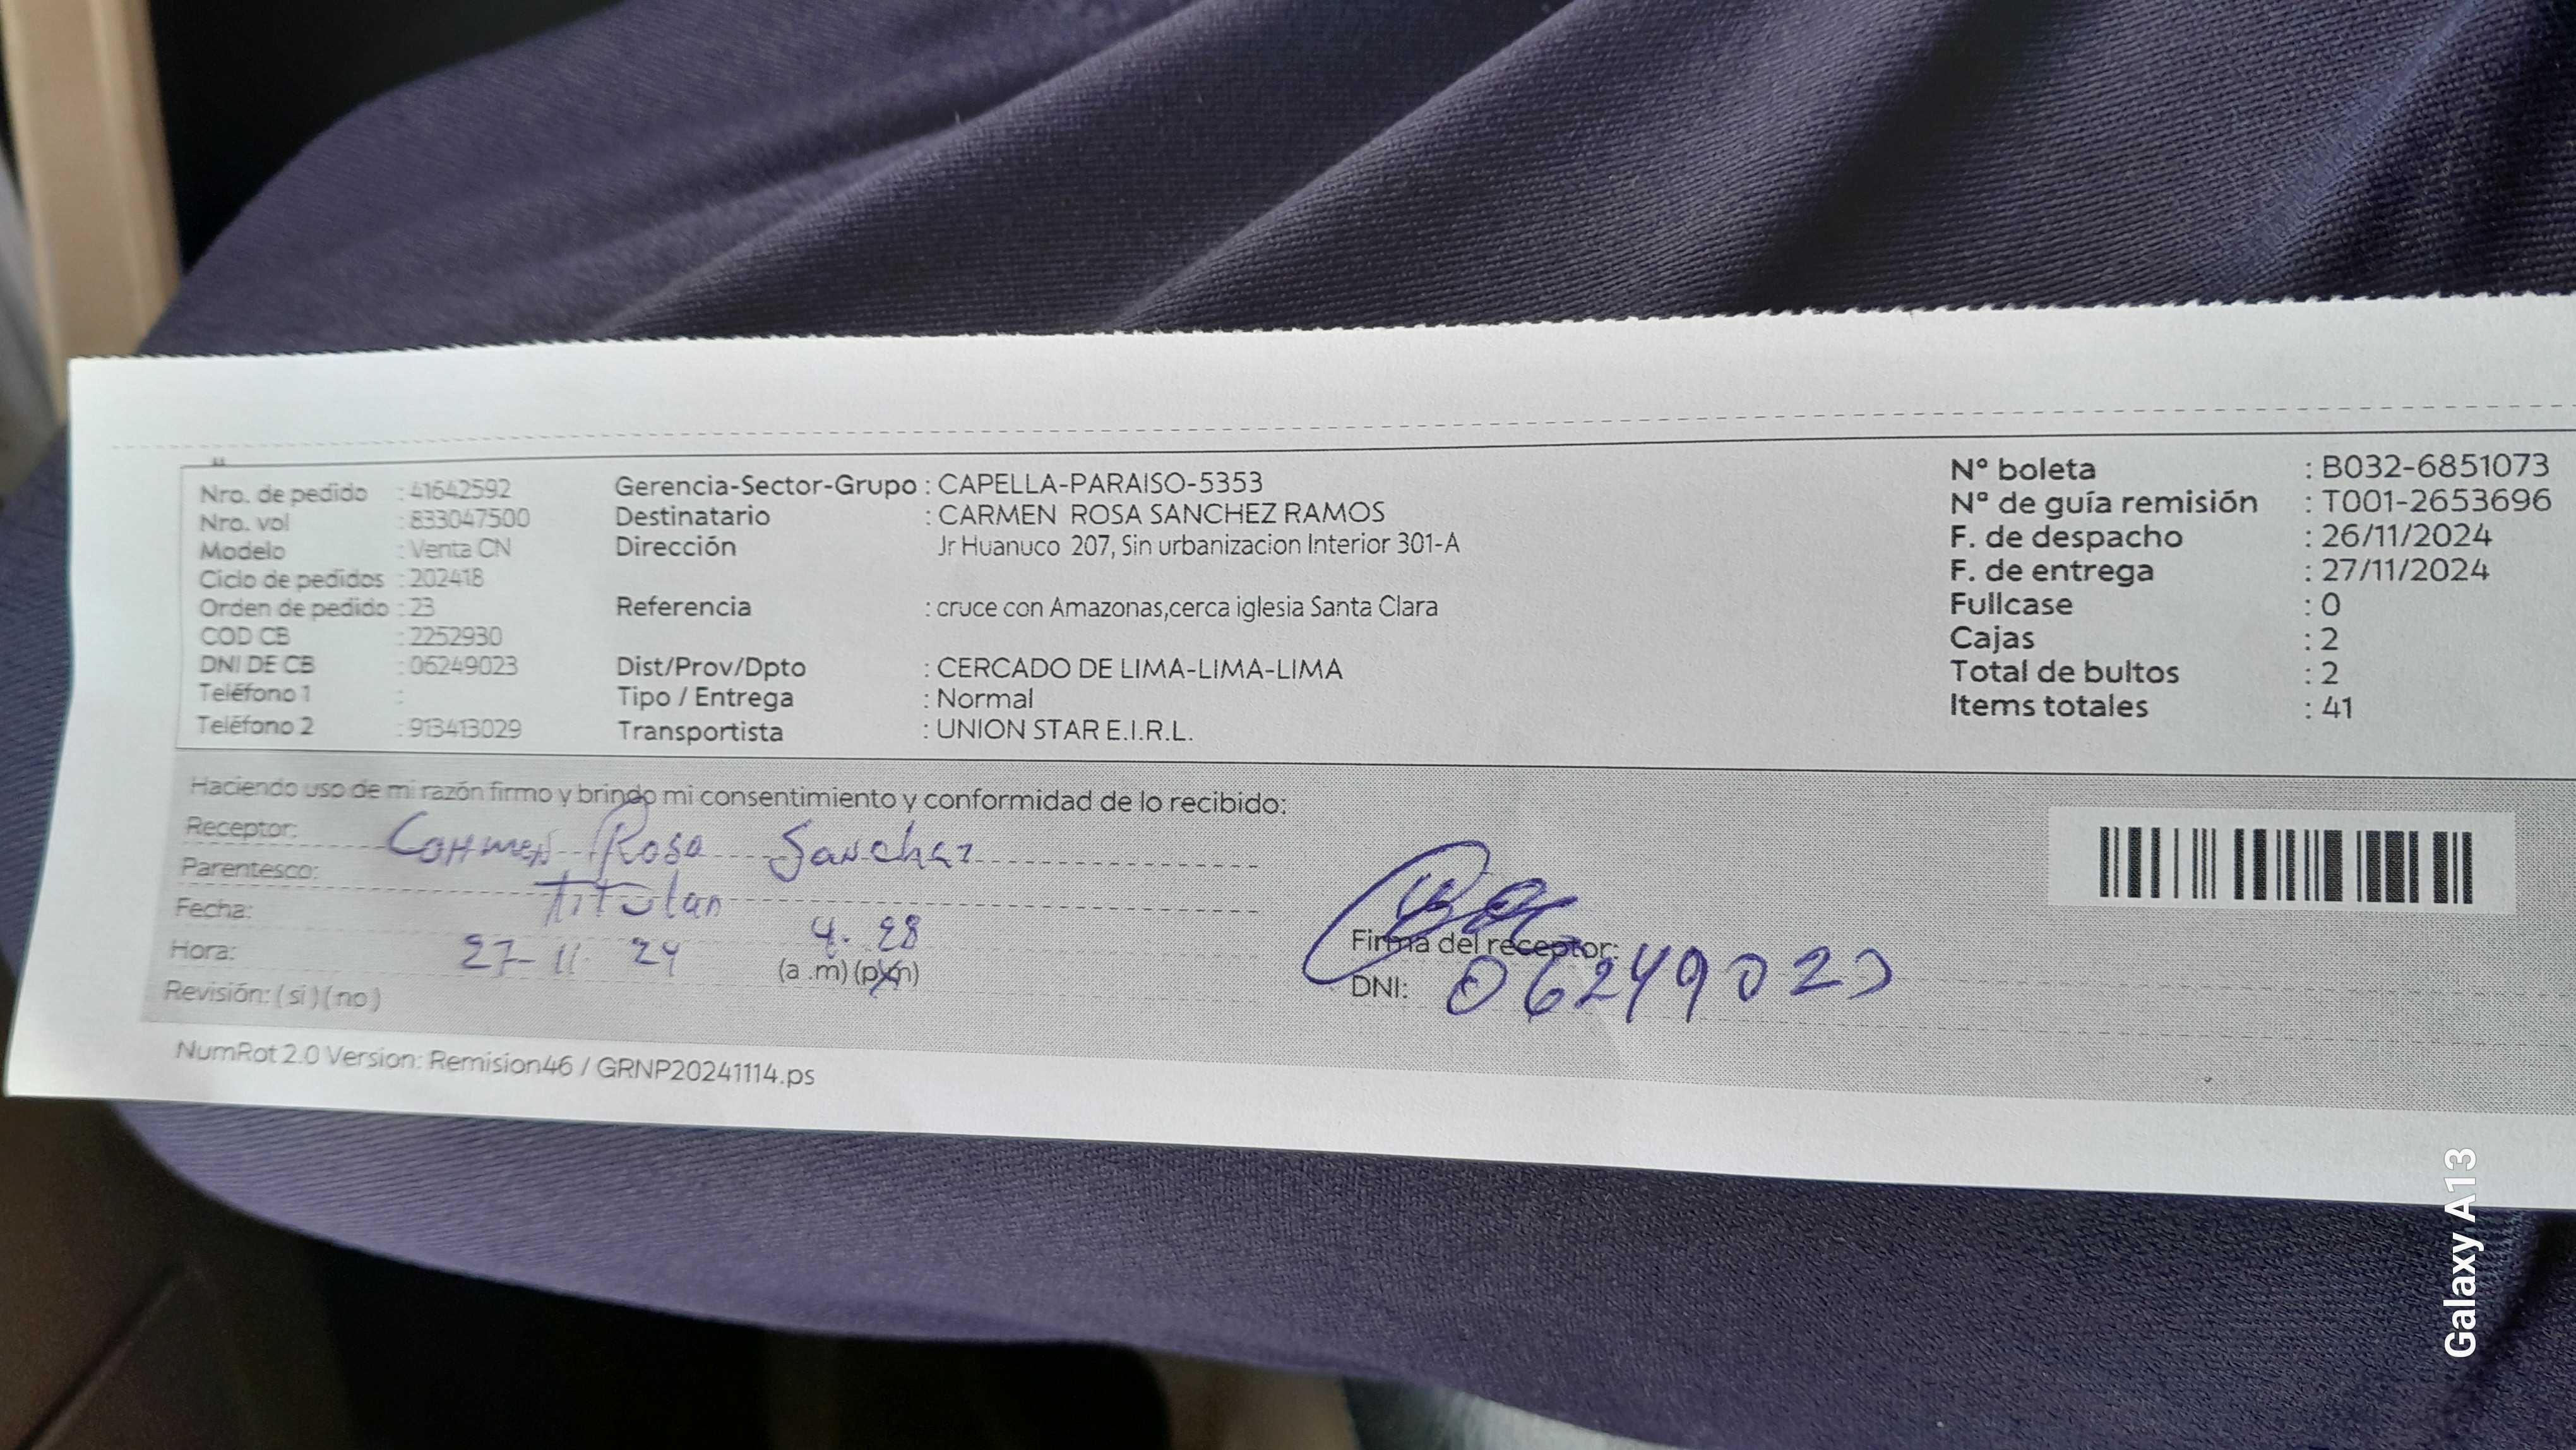 Nro. de pedido : 41642592
Nro. vol : 833047500
Modelo : Venta CN
Ciclo de pedidos : 202418
Orden de pedido : 23
COD CB : 2252930
DNI DE CB : 06249023
Teléfono 1 :
Teléfono 2 : 913413029
Gerencia-Sector-Grupo : CAPELLA-PARAISO-5353
Destinatario : CARMEN ROSA SANCHEZ RAMOS
Dirección Jr Huanuco 207, Sin urbanizacion Interior 301-A
Referencia : cruce con Amazonas,cerca iglesia Santa Clara
Dist/Prov/Dpto : CERCADO DE LIMA-LIMA-LIMA
Tipo / Entrega : Normal
Transportista : UNION STAR E.I.R.L.
Nº boleta : B032-6851073
Nº de guía remisión : T001-2653696
F. de despacho : 26/11/2024
F. de entrega : 27/11/2024
Fullcase : 0
Cajas : 2
Total de bultos : 2
Items totales : 41
Haciendo uso de mi razón firmo y brindo mi consentimiento y conformidad de lo recibido:
Receptor: Carmen Rosa Sanchez
Parentesco: Titular
Fecha: 27-11-24
Hora: 4.28 (a.m) (p.m)
Revisión: (si) (no)
Firma del receptor:
DNI: 06249023
NumRot 2.0 Version: Remision46 / GRNP20241114.ps
Galaxy A13